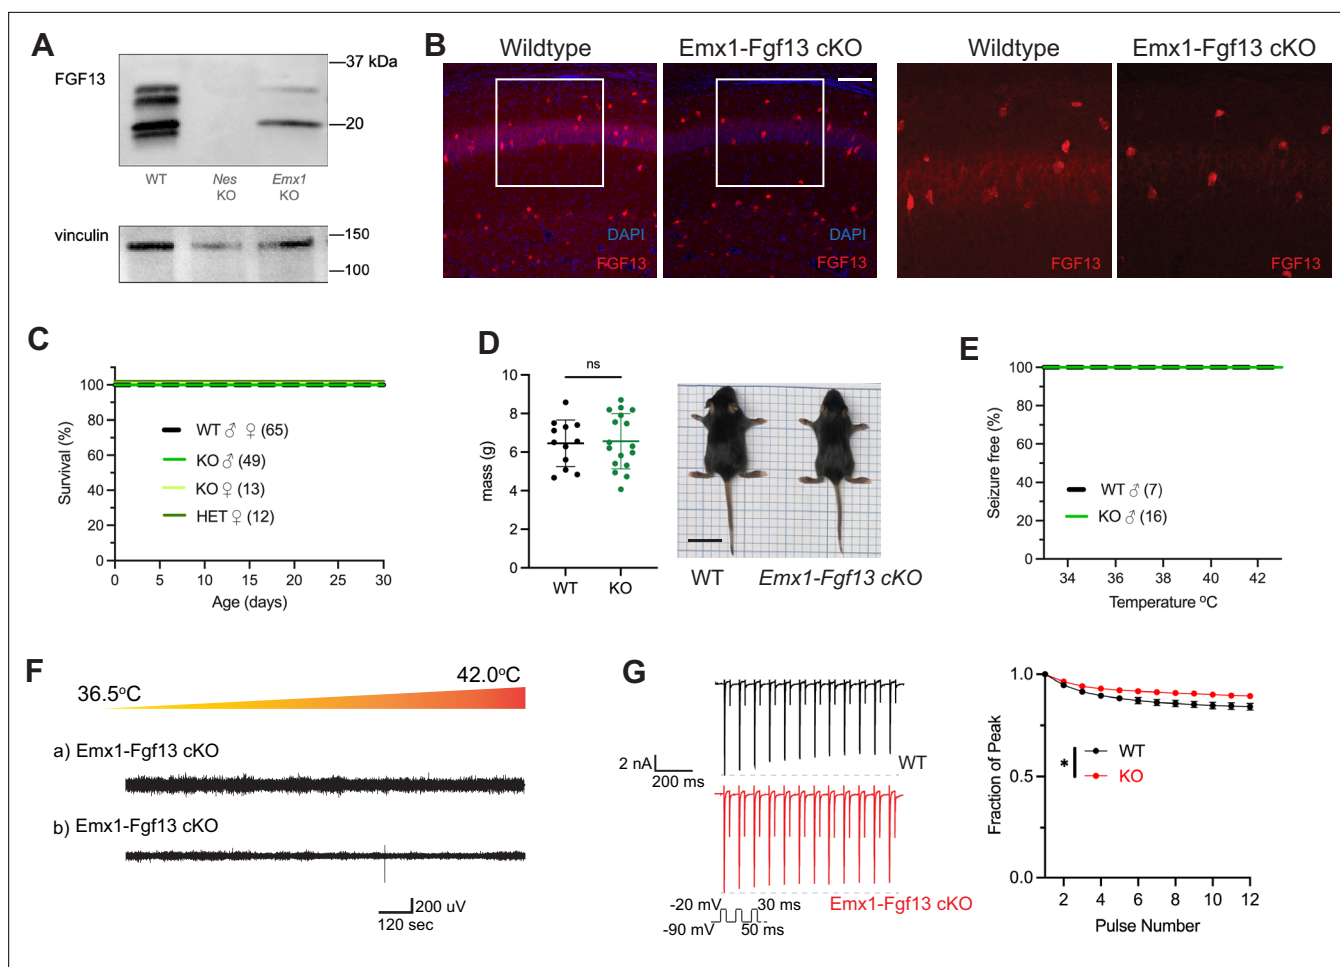 A
FGF13
37 kDa
20
WT
Nes
KO
Emx1
KO
vinculin
150
100
B
Wildtype
Emx1-Fgf13 cKO
Wildtype
Emx1-Fgf13 cKO
DAPI
FGF13
DAPI
FGF13
FGF13
FGF13
C
Survival (%)
100
80
60
40
20
0
WT ♂ ♀ (65)
KO ♂ (49)
KO ♀ (13)
HET ♀ (12)
0 5 10 15 20 25 30
Age (days)
D
ns
mass (g)
10
8
6
4
2
0
WT KO
WT
Emx1-Fgf13 cKO
E
Seizure free (%)
100
80
60
40
20
0
WT ♂ (7)
KO ♂ (16)
34 36 38 40 42
Temperature ºC
F
36.5ºC
42.0ºC
a) Emx1-Fgf13 cKO
b) Emx1-Fgf13 cKO
200 uV
120 sec
G
2 nA
200 ms
WT
-20 mV
30 ms
-90 mV
50 ms
Emx1-Fgf13 cKO
Fraction of Peak
1.0
0.5
0.0
* WT
KO
2 4 6 8 10 12
Pulse Number